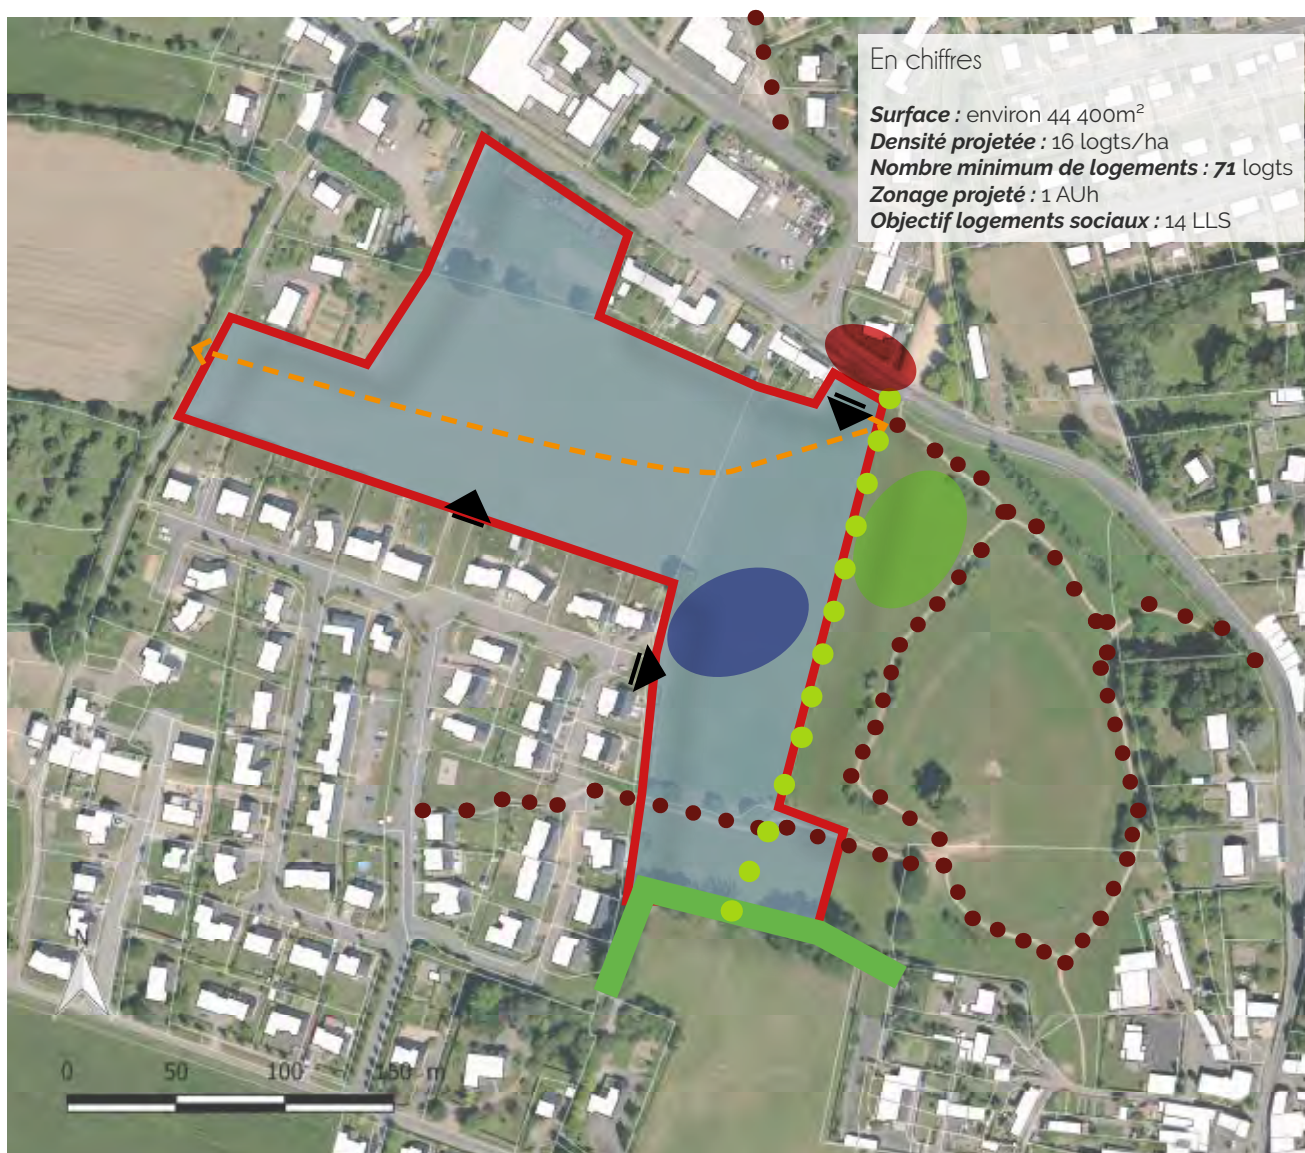 En chiffres
Surface : environ 44 400m²
Densité projetée : 16 logts/ha
Nombre minimum de logements : 71 logts
Zonage projeté : 1 AUh
Objectif logements sociaux : 14 LLS
N
0 50 100 150 m